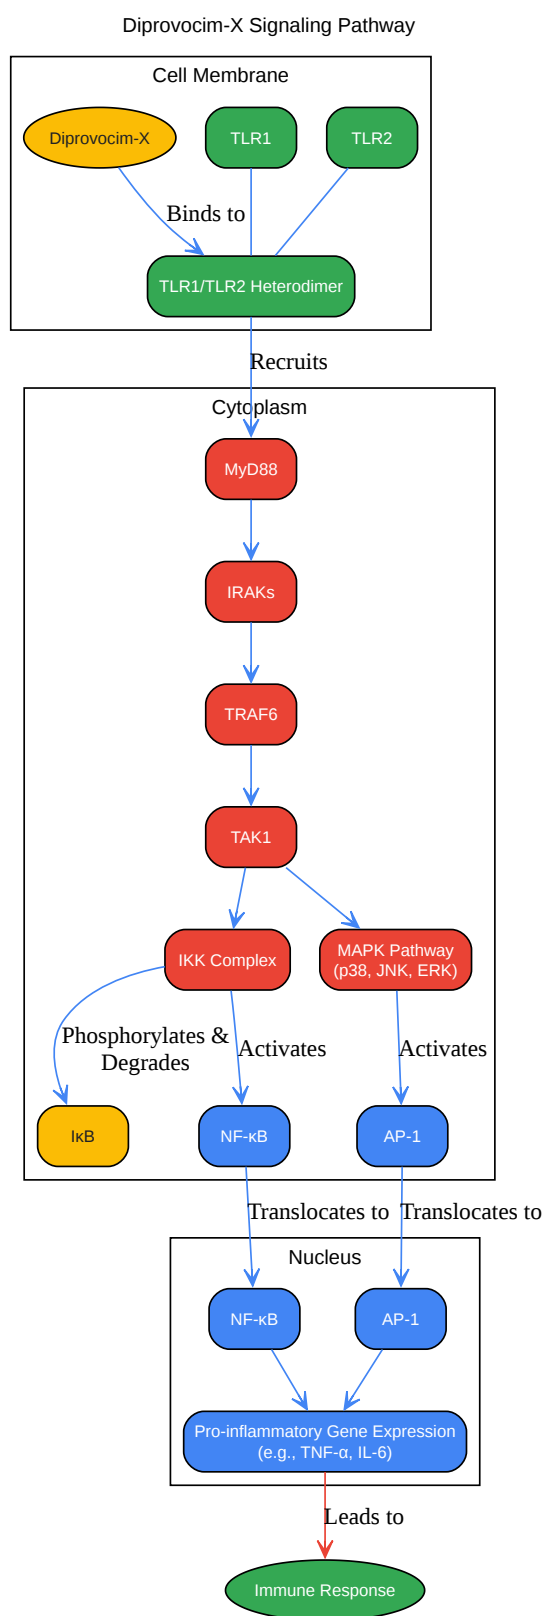 Diprovocim-X Signaling Pathway
Cell Membrane
Diprovocim-X
TLR1
TLR2
Binds to
TLR1/TLR2 Heterodimer
Recruits
Cytoplasm
MyD88
IRAKs
TRAF6
TAK1
IKK Complex
MAPK Pathway
(p38, JNK, ERK)
Phosphorylates &
Degrades
Activates
Activates
IκB
NF-κB
AP-1
Translocates to
Translocates to
Nucleus
NF-κB
AP-1
Pro-inflammatory Gene Expression
(e.g., TNF-α, IL-6)
Leads to
Immune Response